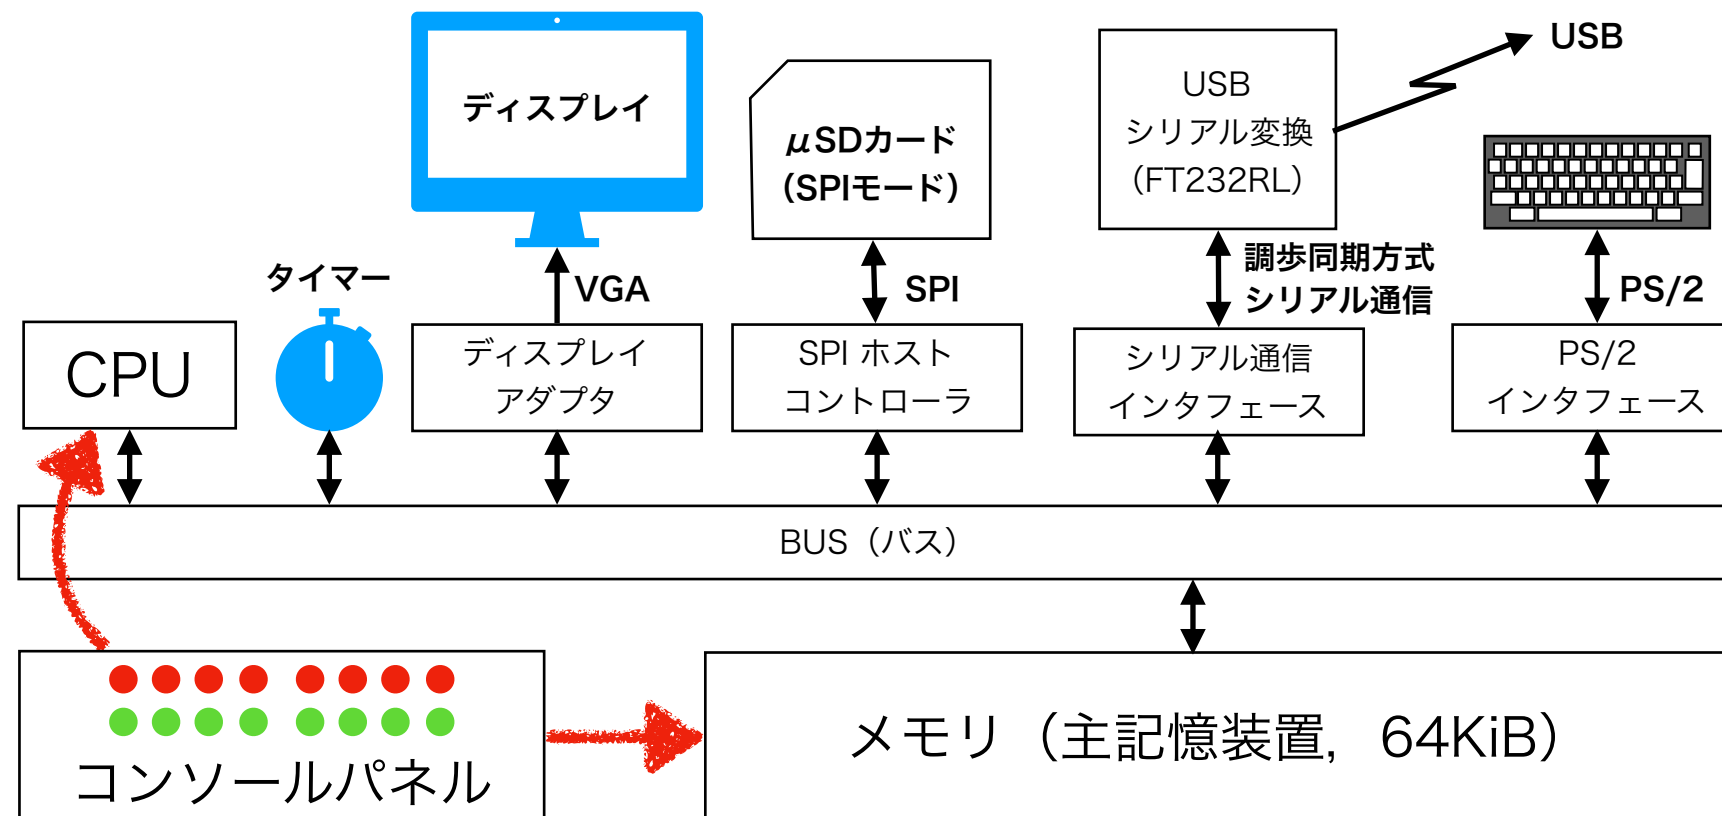 USB
ディスプレイ
USB
シリアル変換
(FT232RL)
μSDカード
(SPIモード)
タイマー
VGA
SPI
調歩同期方式
シリアル通信
PS/2
CPU
ディスプレイ
アダプタ
SPI ホスト
コントローラ
シリアル通信
インタフェース
PS/2
インタフェース
BUS（バス）
コンソールパネル
メモリ（主記憶装置，64KiB）